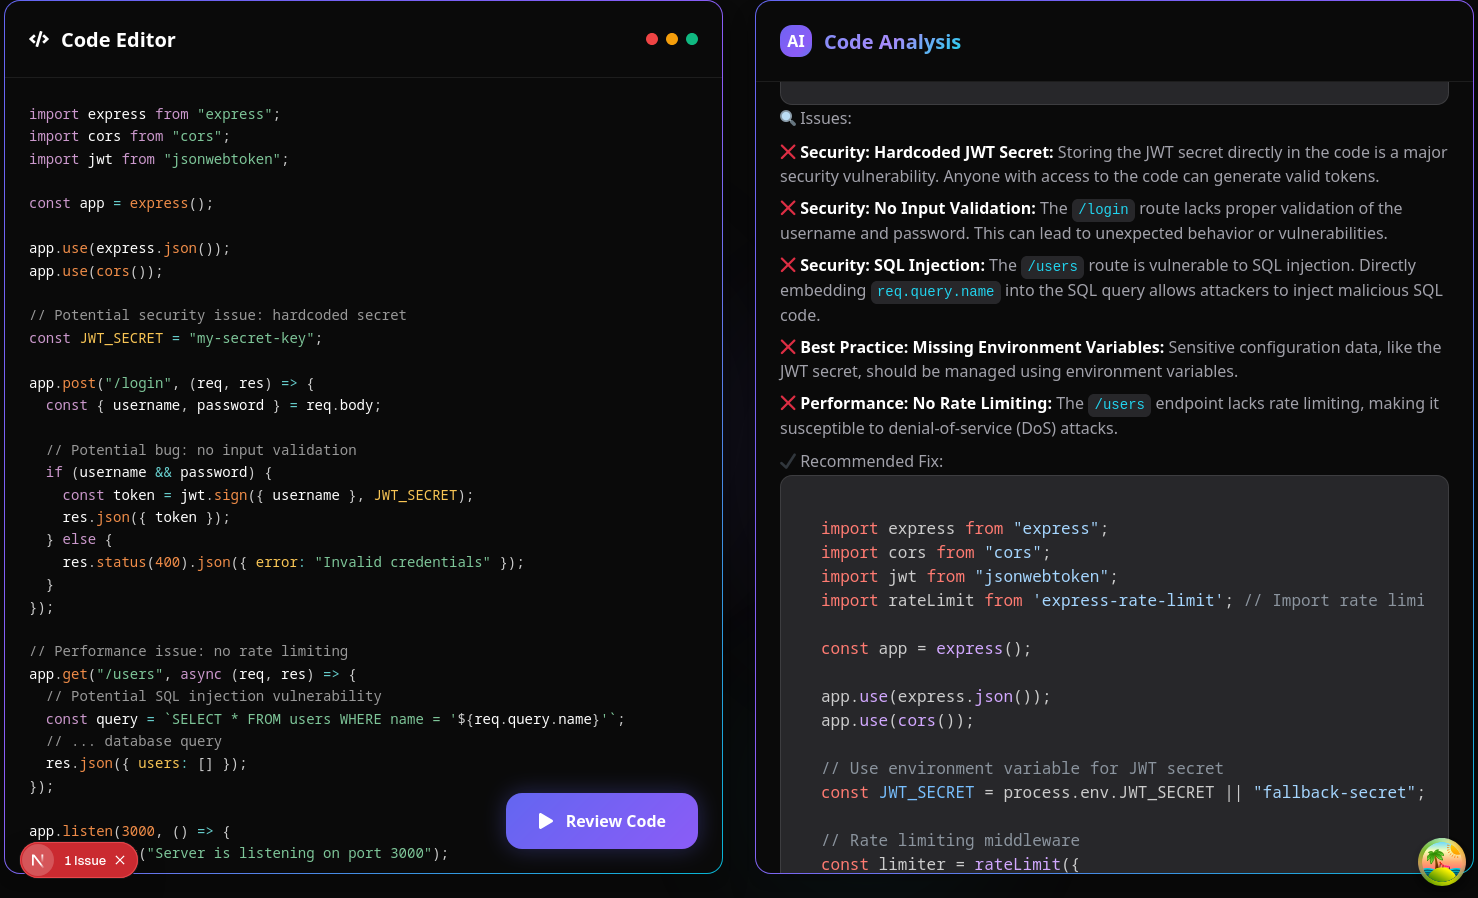 Code Editor
import express from "express";
import cors from "cors";
import jwt from "jsonwebtoken";
const app = express();
app.use(express.json());
app.use(cors());
// Potential security issue: hardcoded secret
const JWT_SECRET = "my-secret-key";
app.post("/login", (req, res) => {
  const { username, password } = req.body;
  // Potential bug: no input validation
  if (username && password) {
    const token = jwt.sign({ username }, JWT_SECRET);
    res.json({ token });
  } else {
    res.status(400).json({ error: "Invalid credentials" });
  }
});
// Performance issue: no rate limiting
app.get("/users", async (req, res) => {
  // Potential SQL injection vulnerability
  const query = `SELECT * FROM users WHERE name = '${req.query.name}'`;
  // ... database query
  res.json({ users: [] });
});
app.listen(3000, () => {
("Server is listening on port 3000");
Review Code
N 1 Issue
AI Code Analysis
Issues:
❌ Security: Hardcoded JWT Secret: Storing the JWT secret directly in the code is a major
security vulnerability. Anyone with access to the code can generate valid tokens.
❌ Security: No Input Validation: The /login route lacks proper validation of the
username and password. This can lead to unexpected behavior or vulnerabilities.
❌ Security: SQL Injection: The /users route is vulnerable to SQL injection. Directly
embedding req.query.name into the SQL query allows attackers to inject malicious SQL
code.
❌ Best Practice: Missing Environment Variables: Sensitive configuration data, like the
JWT secret, should be managed using environment variables.
❌ Performance: No Rate Limiting: The /users endpoint lacks rate limiting, making it
susceptible to denial-of-service (DoS) attacks.
✔ Recommended Fix:
import express from "express";
import cors from "cors";
import jwt from "jsonwebtoken";
import rateLimit from 'express-rate-limit'; // Import rate limi
const app = express();
app.use(express.json());
app.use(cors());
// Use environment variable for JWT secret
const JWT_SECRET = process.env.JWT_SECRET || "fallback-secret";
// Rate limiting middleware
const limiter = rateLimit({